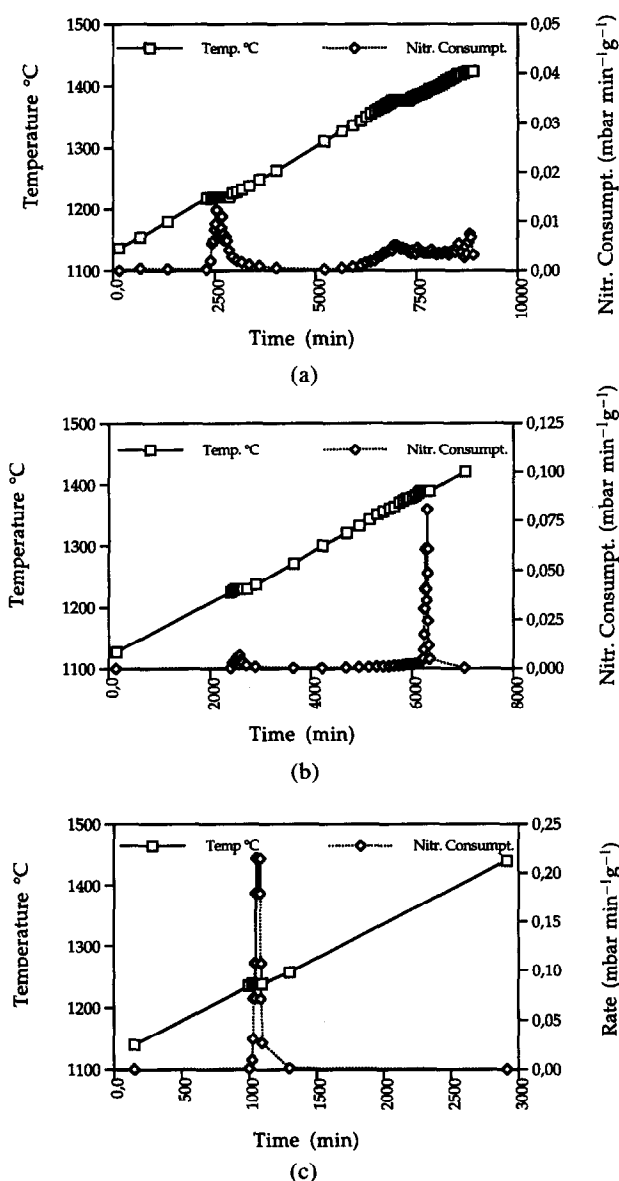 1500
1400
1300
1200
1100
Temperature °C
Temp. °C
Nitr. Consumpt.
0,05
0,04
0,03
0,02
0,01
0,00
Nitr. Consumpt. (mbar min⁻¹g⁻¹)
0,0
2500
5000
7500
10000
Time (min)
(a)
1500
1400
1300
1200
1100
Temperature °C
Temp. °C
Nitr. Consumpt.
0,125
0,100
0,075
0,050
0,025
0,000
Nitr. Consumpt. (mbar min⁻¹g⁻¹)
0,0
2000
4000
6000
8000
Time (min)
(b)
1500
1400
1300
1200
1100
Temperature °C
Temp °C
Nitr. Consumpt.
0,25
0,20
0,15
0,10
0,05
0,00
Rate (mbar min⁻¹g⁻¹)
0,0
500
1000
1500
2000
2500
3000
Time (min)
(c)